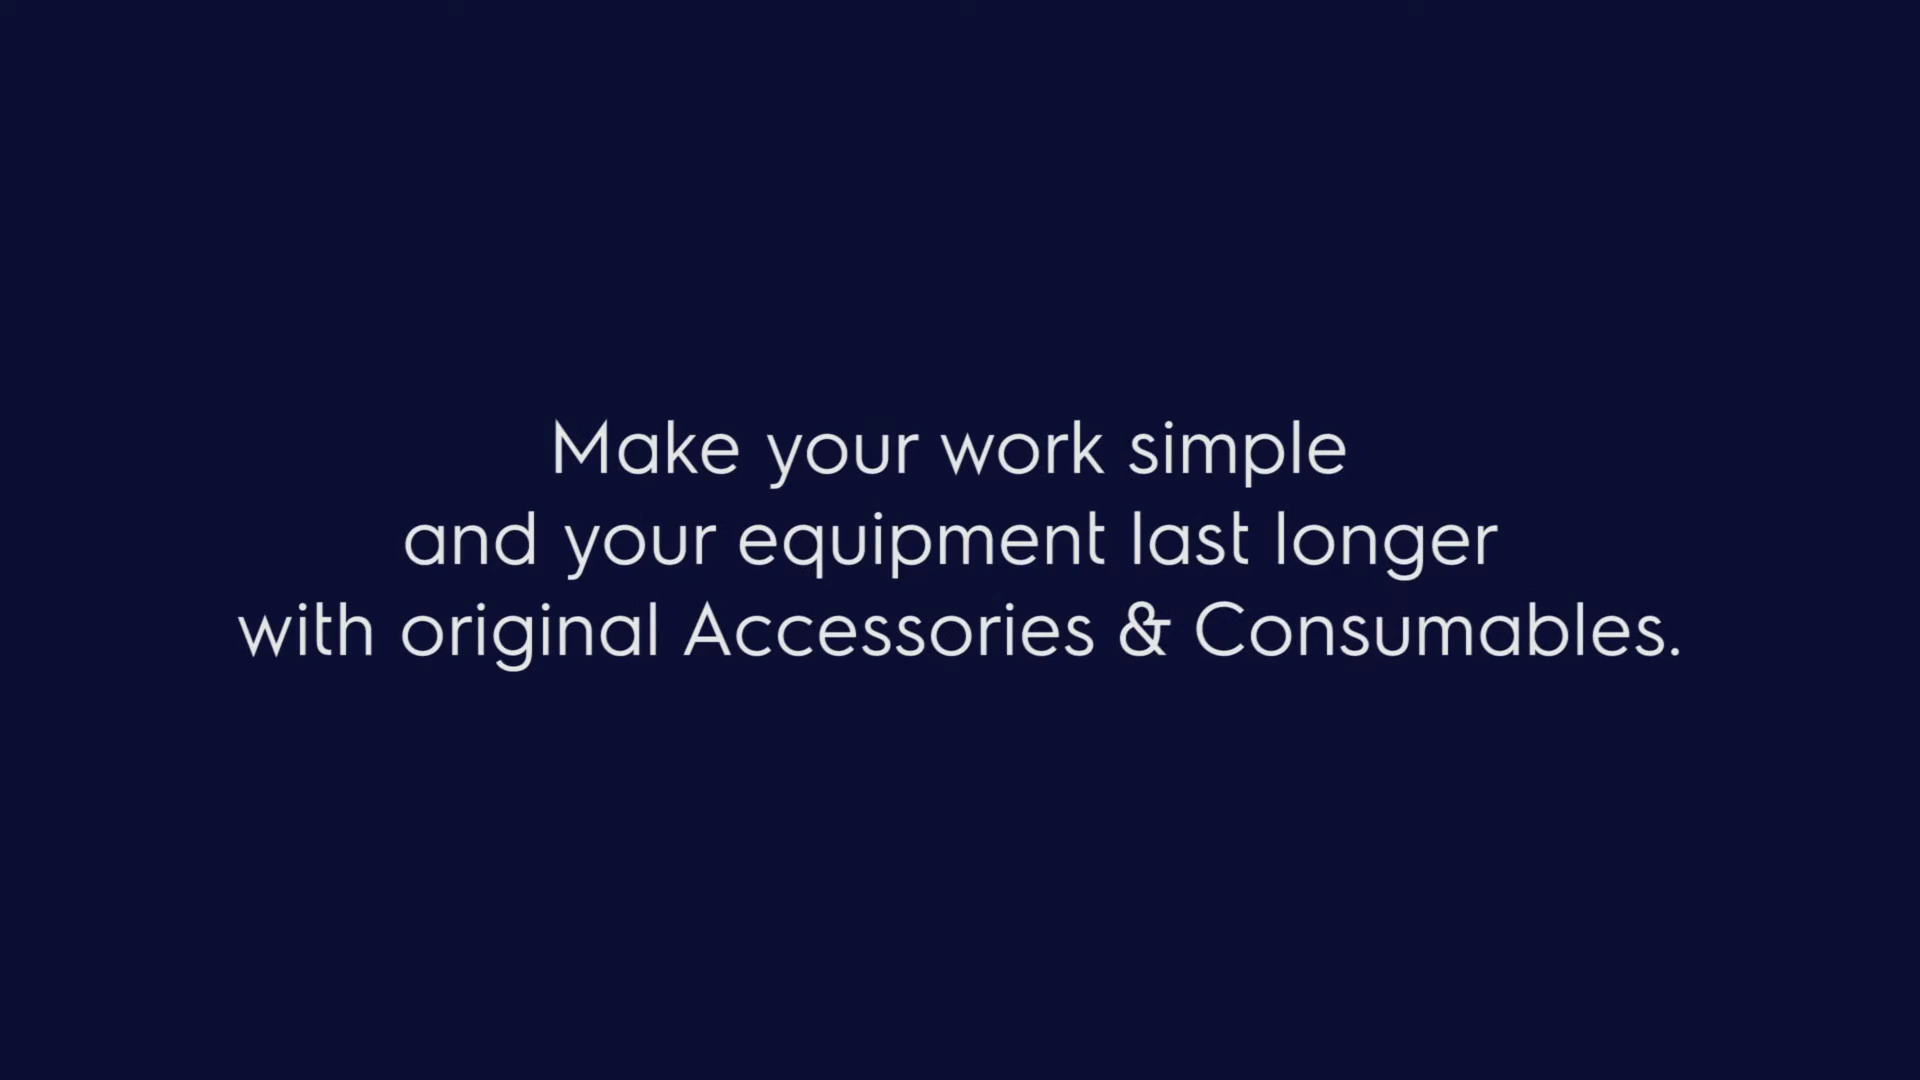 Make your work simple
and your equipment last longer
with original Accessories & Consumables.